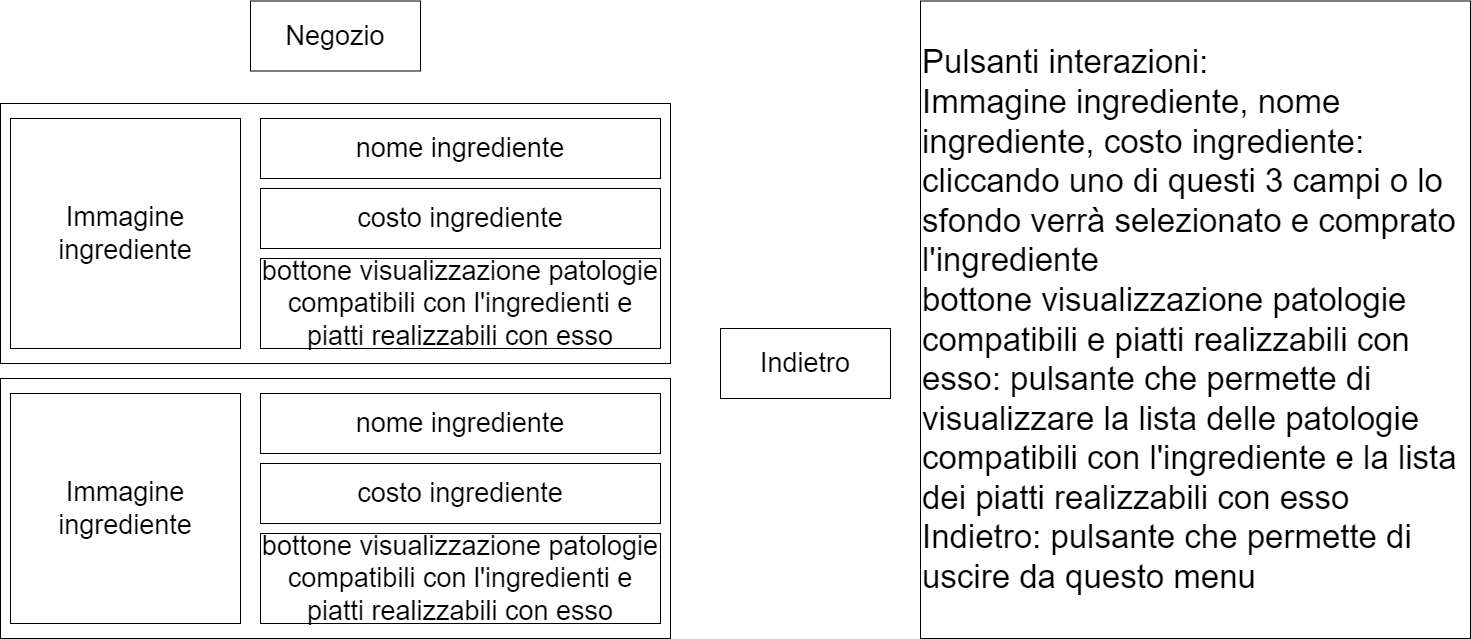 Negozio
Immagine
ingrediente
nome ingrediente
costo ingrediente
bottone visualizzazione patologie
compatibili con l'ingredienti e
piatti realizzabili con esso
Immagine
ingrediente
nome ingrediente
costo ingrediente
bottone visualizzazione patologie
compatibili con l'ingredienti e
piatti realizzabili con esso
Indietro
Pulsanti interazioni:
Immagine ingrediente, nome
ingrediente, costo ingrediente:
cliccando uno di questi 3 campi o lo
sfondo verrà selezionato e comprato
l'ingrediente
bottone visualizzazione patologie
compatibili e piatti realizzabili con
esso: pulsante che permette di
visualizzare la lista delle patologie
compatibili con l'ingrediente e la lista
dei piatti realizzabili con esso
Indietro: pulsante che permette di
uscire da questo menu